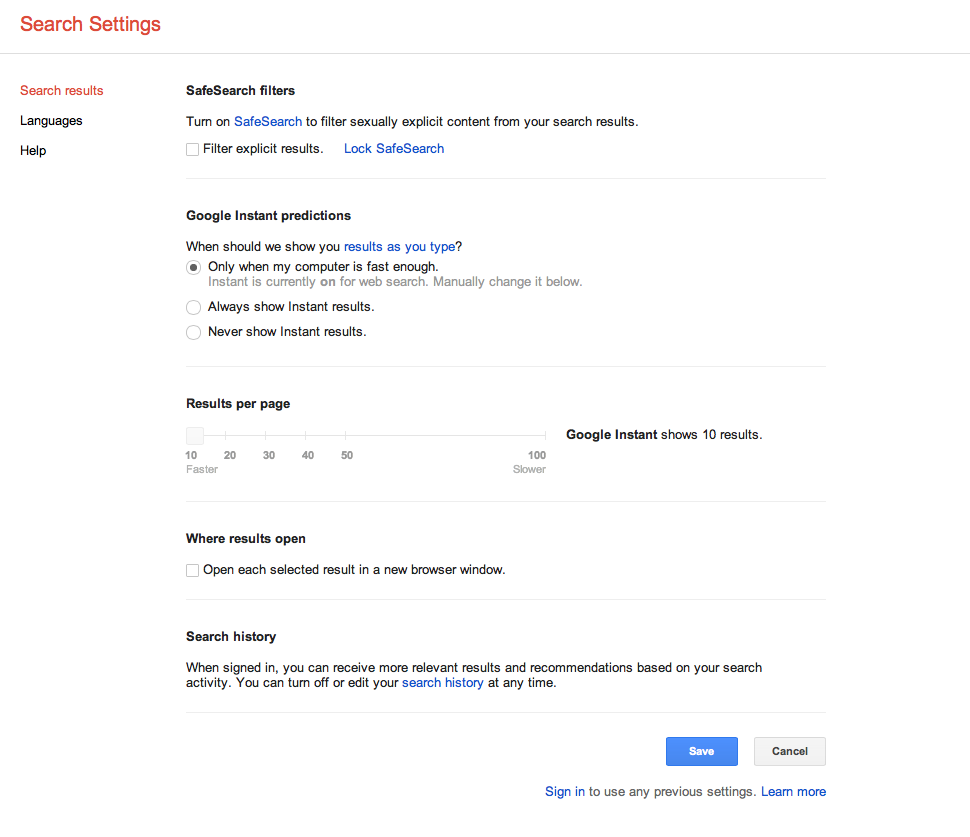 Search Settings
Search results
Languages
Help
SafeSearch filters
Turn on SafeSearch to filter sexually explicit content from your search results.
Filter explicit results. Lock SafeSearch
Google Instant predictions
When should we show you results as you type?
Only when my computer is fast enough.
Instant is currently on for web search. Manually change it below.
Always show Instant results.
Never show Instant results.
Results per page
Google Instant shows 10 results.
10 20 30 40 50 100
Faster Slower
Where results open
Open each selected result in a new browser window.
Search history
When signed in, you can receive more relevant results and recommendations based on your search
activity. You can turn off or edit your search history at any time.
Save Cancel
Sign in to use any previous settings. Learn more